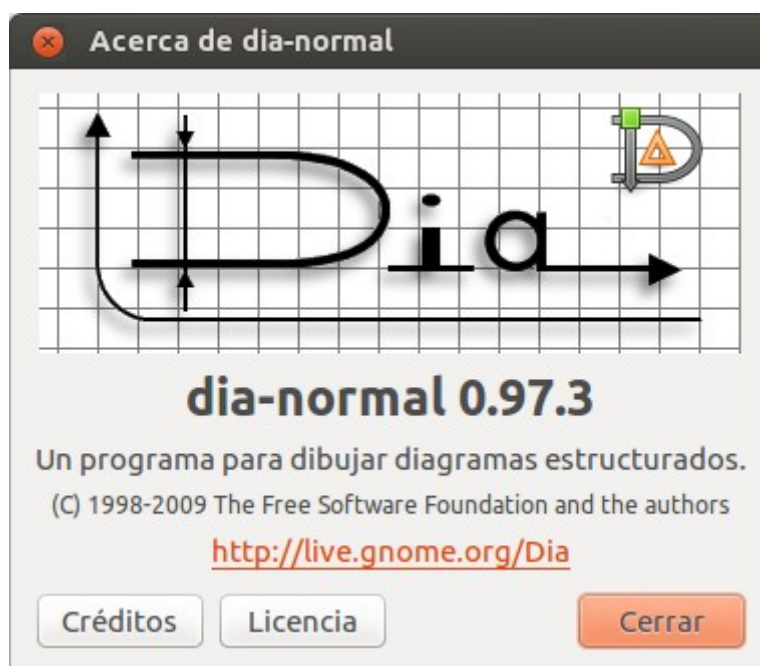 Acerca de dia-normal
Dia
dia-normal 0.97.3
Un programa para dibujar diagramas estructurados.
(C) 1998-2009 The Free Software Foundation and the authors
http://live.gnome.org/Dia
Créditos Licencia Cerrar